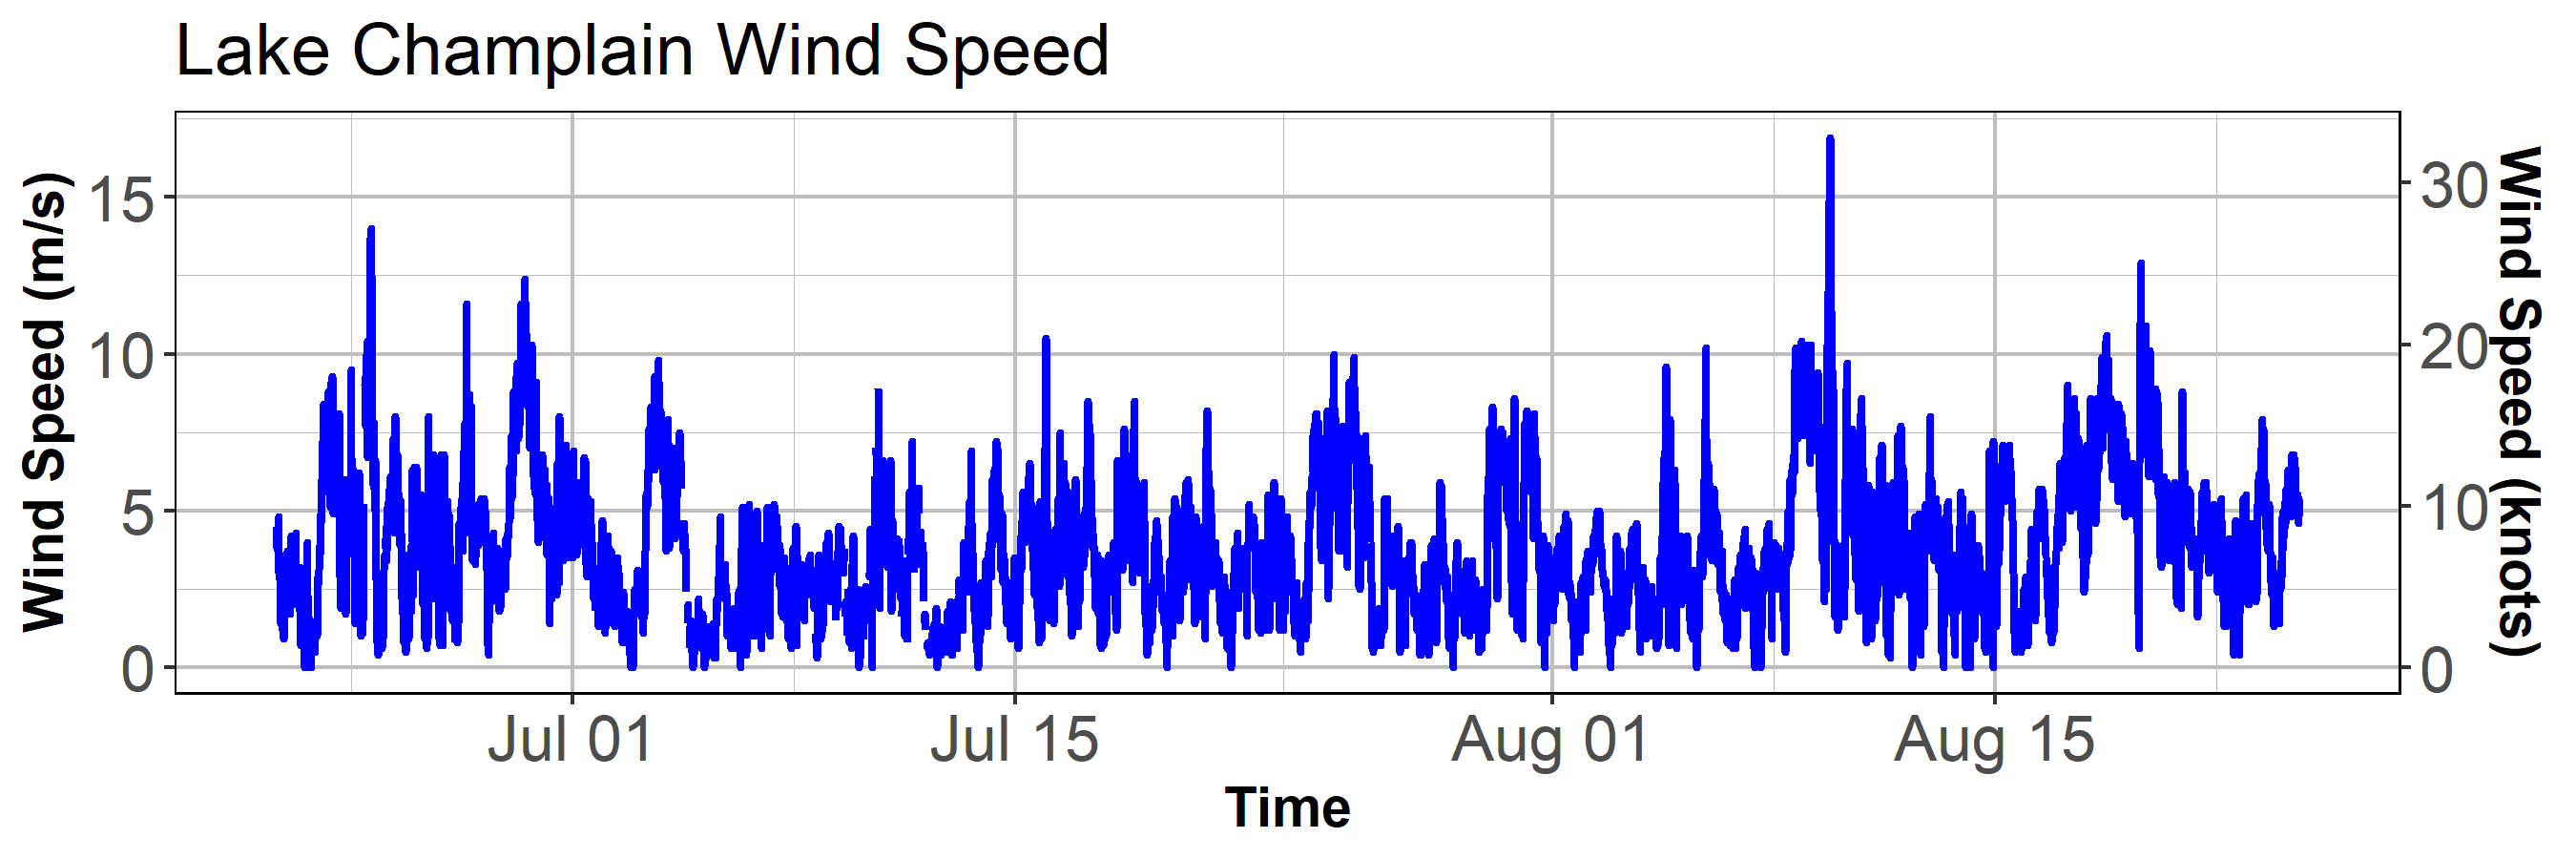 Lake Champlain Wind Speed
Wind Speed (m/s)
15
10
5
0
30
20
10
0
Wind Speed (knots)
Jul 01
Jul 15
Aug 01
Aug 15
Time